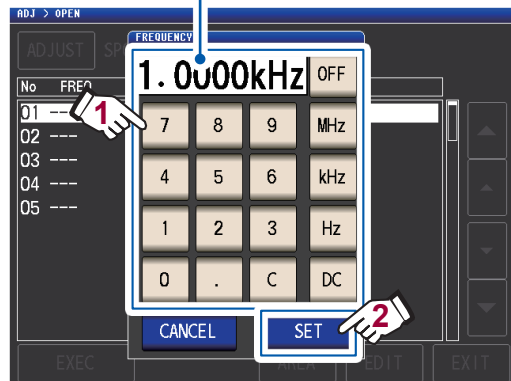 ADJ > OPEN
ADJUST SP
FREQUENCY
1.0000kHz OFF
No FREQ
01 ---
02 ---
03 ---
04 ---
05 ---
1
7 8 9 MHz
4 5 6 kHz
1 2 3 Hz
0 . C DC
2
CANCEL SET
EXEC AREA EDIT EXIT